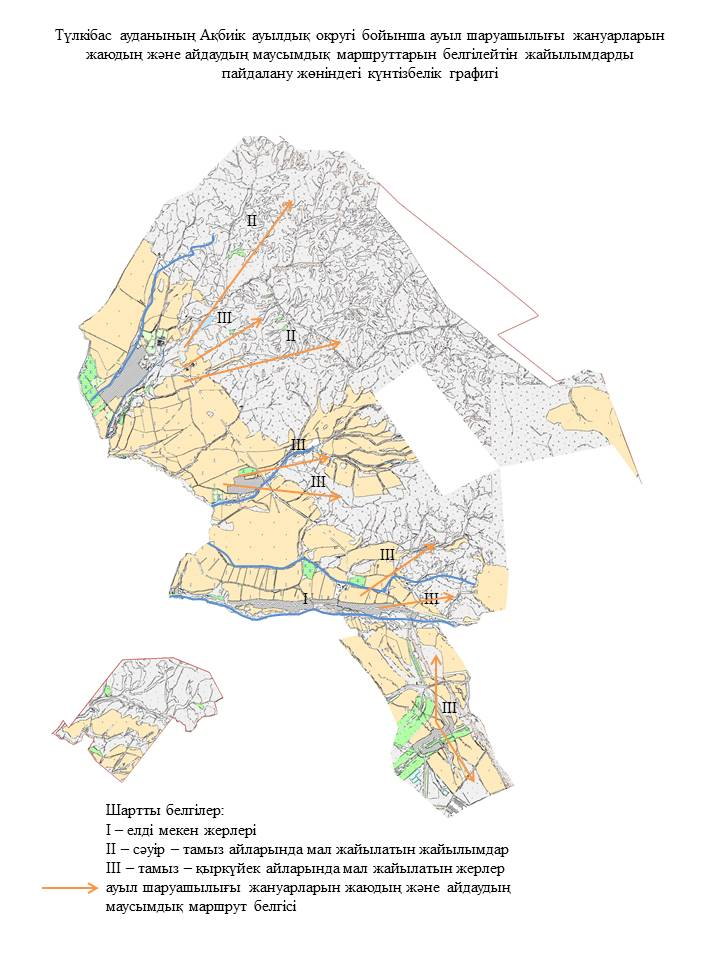 Түлкібас ауданының Ақбиік ауылдық округі бойынша ауыл шаруашылығы жануарларын
жаюдың және айдаудың маусымдық маршруттарын белгілейтін жайылымдарды
пайдалану жөніндегі күнтізбелік графигі
II
III
II
III
III
III
I
III
III
Шартты белгілер:
I – елді мекен жерлері
II – сәуір – тамыз айларында мал жайылатын жайылымдар
III – тамыз – қыркүйек айларында мал жайылатын жерлер
ауыл шаруашылығы жануарларын жаюдың және айдаудың
маусымдық маршрут белгісі